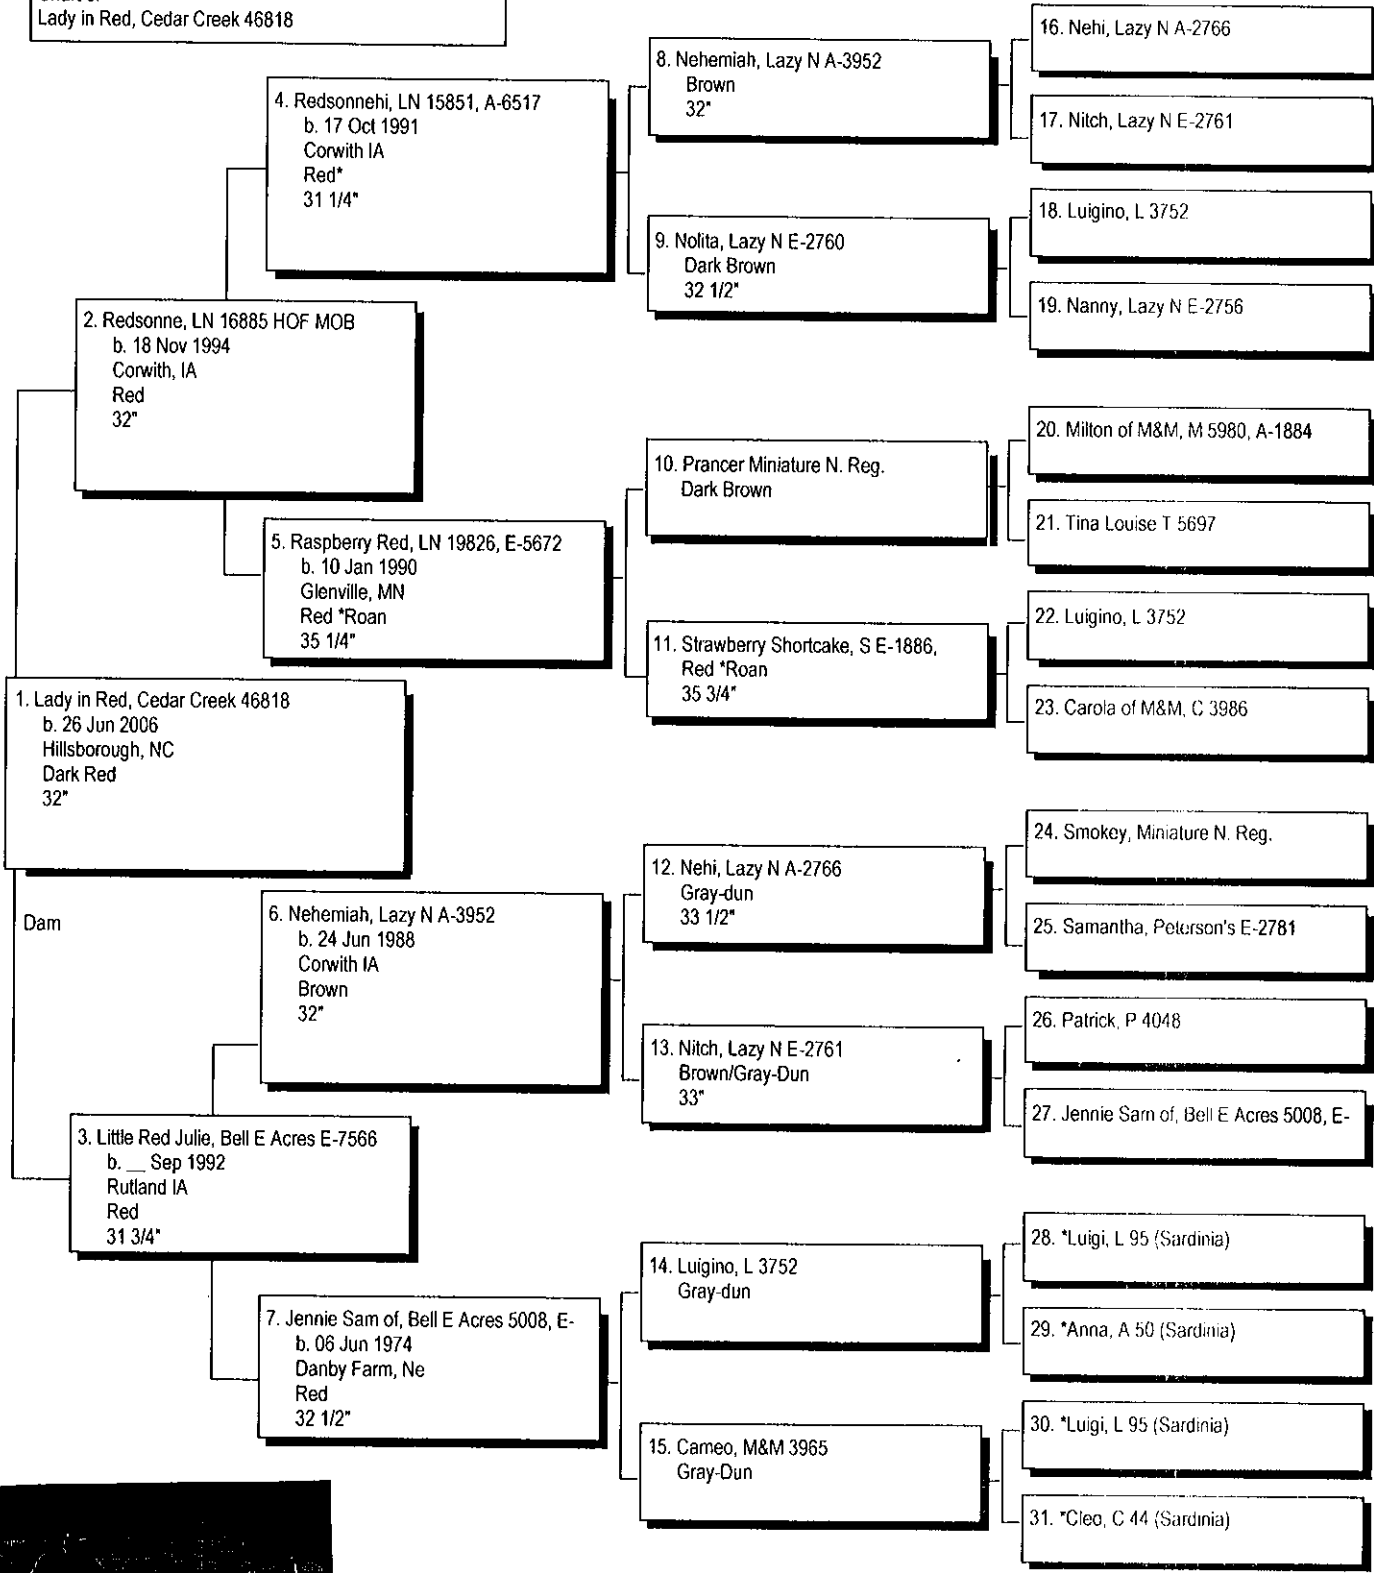 Lady in Red, Cedar Creek 46818
1. Lady in Red, Cedar Creek 46818
b. 26 Jun 2006
Hillsborough, NC
Dark Red
32"
Dam
2. Redsonne, LN 16885 HOF MOB
b. 18 Nov 1994
Corwith, IA
Red
32"
3. Little Red Julie, Bell E Acres E-7566
b. __ Sep 1992
Rutland IA
Red
31 3/4"
4. Redsonnehi, LN 15851, A-6517
b. 17 Oct 1991
Corwith IA
Red*
31 1/4"
5. Raspberry Red, LN 19826, E-5672
b. 10 Jan 1990
Glenville, MN
Red *Roan
35 1/4"
6. Nehemiah, Lazy N A-3952
b. 24 Jun 1988
Corwith IA
Brown
32"
7. Jennie Sam of, Bell E Acres 5008, E-
b. 06 Jun 1974
Danby Farm, Ne
Red
32 1/2"
8. Nehemiah, Lazy N A-3952
Brown
32"
9. Nolita, Lazy N E-2760
Dark Brown
32 1/2"
10. Prancer Miniature N. Reg.
Dark Brown
11. Strawberry Shortcake, S E-1886,
Red *Roan
35 3/4"
12. Nehi, Lazy N A-2766
Gray-dun
33 1/2"
13. Nitch, Lazy N E-2761
Brown/Gray-Dun
33"
14. Luigino, L 3752
Gray-dun
15. Cameo, M&M 3965
Gray-Dun
16. Nehi, Lazy N A-2766
17. Nitch, Lazy N E-2761
18. Luigino, L 3752
19. Nanny, Lazy N E-2756
20. Milton of M&M, M 5980, A-1884
21. Tina Louise T 5697
22. Luigino, L 3752
23. Carola of M&M, C 3986
24. Smokey, Miniature N. Reg.
25. Samantha, Peterson's E-2781
26. Patrick, P 4048
27. Jennie Sam of, Bell E Acres 5008, E-
28. *Luigi, L 95 (Sardinia)
29. *Anna, A 50 (Sardinia)
30. *Luigi, L 95 (Sardinia)
31. *Cleo, C 44 (Sardinia)